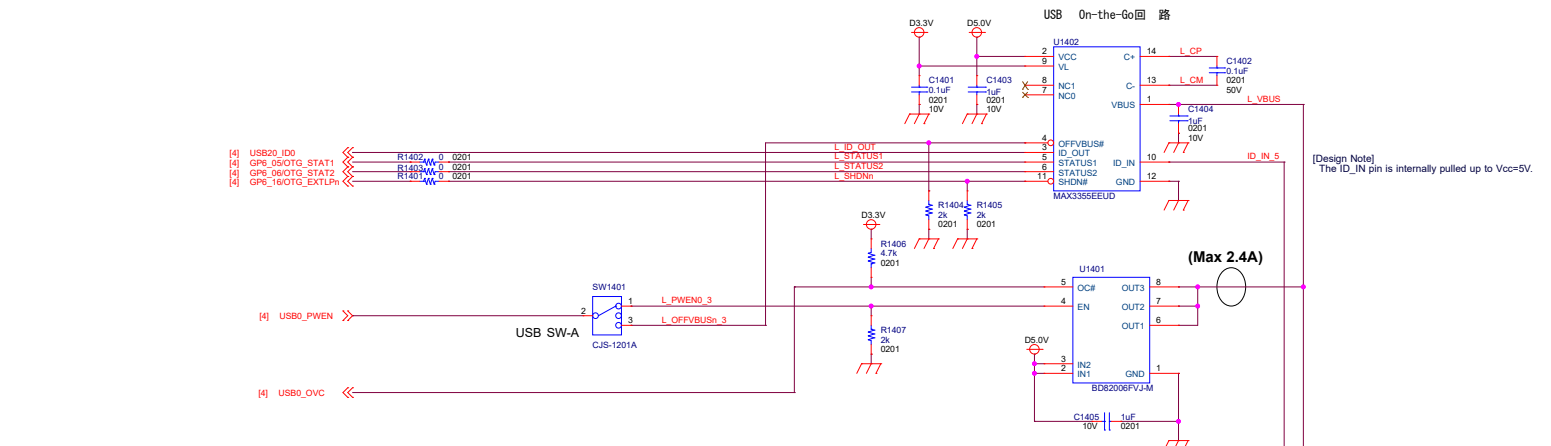 USB On-the-Go回 路
D3.3V
D5.0V
U1402
2
VCC
9
VL
8
NC1
7
NC0
4
OFFVBUS#
3
ID_OUT
5
STATUS1
6
STATUS2
11
SHDN#
C+
14
L_CP
C-
13
L_CM
VBUS
1
L_VBUS
ID_IN
10
ID_IN_5
GND
12
MAX3355EEUD
C1401
0.1uF
0201
10V
C1403
1uF
0201
10V
C1402
0.1uF
0201
50V
C1404
1uF
0201
10V
[Design Note]
The ID_IN pin is internally pulled up to Vcc=5V.
[4] USB20_ID0
[4] GP6_05/OTG_STAT1
[4] GP6_06/OTG_STAT2
[4] GP6_16/OTG_EXTLPn
R1402 0 0201
R1403 0 0201
R1401 0 0201
L_ID_OUT
L_STATUS1
L_STATUS2
L_SHDNn
R1404
2k
0201
R1405
2k
0201
D3.3V
R1406
4.7k
0201
(Max 2.4A)
U1401
5
OC#
4
EN
3
IN2
2
IN1
OUT3
8
OUT2
7
OUT1
6
GND
1
BD82006FVJ-M
SW1401
1
L_PWEN0_3
2
3
L_OFFVBUSn_3
[4] USB0_PWEN
USB SW-A
CJS-1201A
R1407
2k
0201
D5.0V
[4] USB0_OVC
C1405
10V
1uF
0201